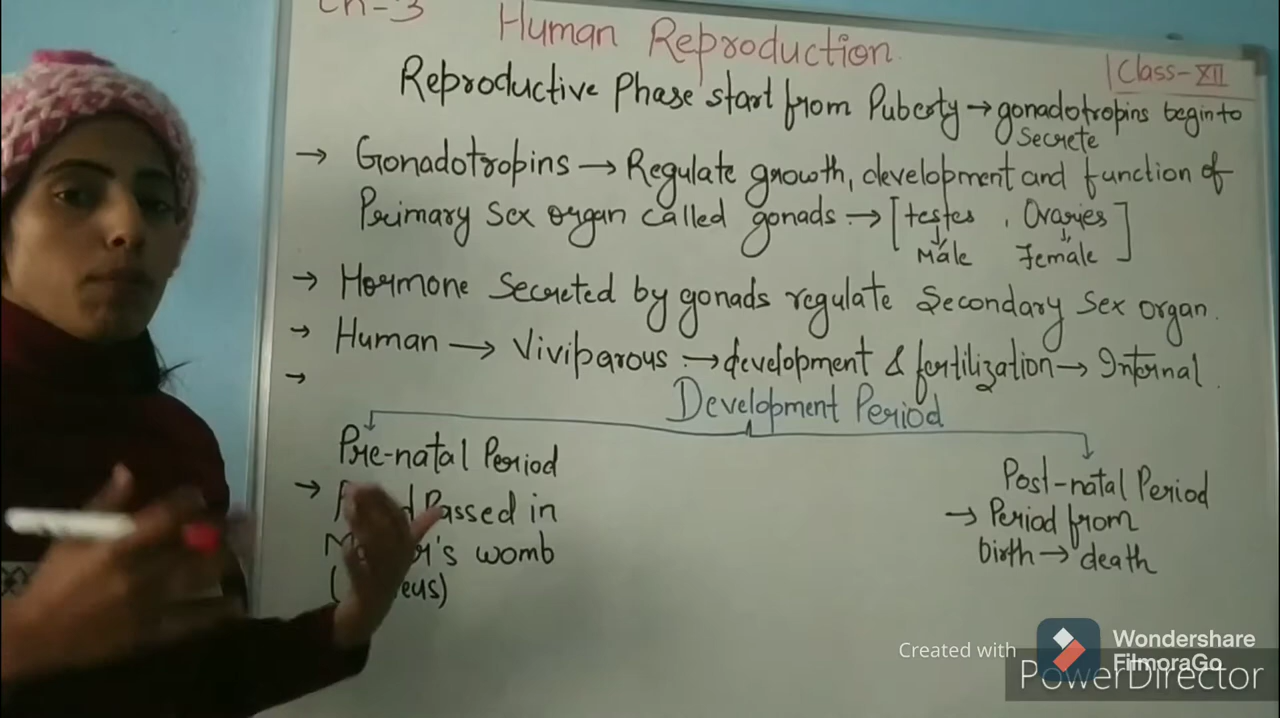 Ch-3
Human Reproduction
Class-XII
Reproductive Phase start from Puberty → gonadotropins begin to
Secrete
→ Gonadotropins → Regulate growth, development and function of
Primary Sex organ called gonads → [testes , Ovaries]
↓ Male ↓ Female
→ Hormone Secreted by gonads regulate Secondary Sex organ.
→ Human → Viviparous → development & fertilization → Internal.
→
Development Period
Pre-natal Period
→ Passed in
womb
Post-natal Period
→ Period from
birth → death
Created with
Wondershare
FilmoraGo
PowerDirector